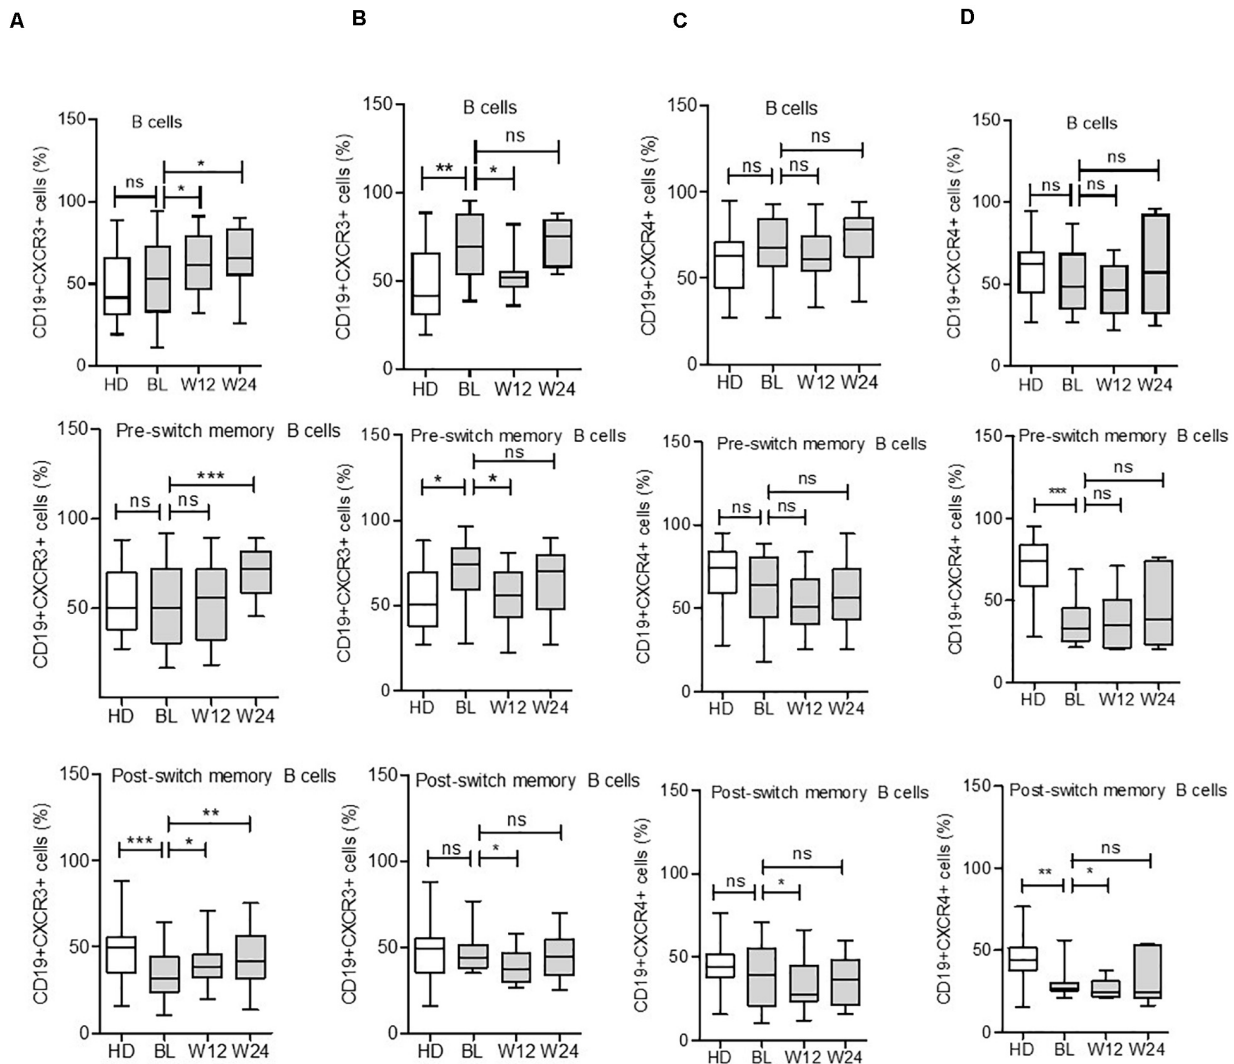 A
B
C
D
B cells
CD19+CXCR3+ cells (%)
150
100
50
0
ns
*
*
HD BL W12 W24
B cells
CD19+CXCR3+ cells (%)
150
100
50
0
**
*
ns
HD BL W12 W24
B cells
CD19+CXCR4+ cells (%)
150
100
50
0
ns
ns
ns
HD BL W12 W24
B cells
CD19+CXCR4+ cells (%)
150
100
50
0
ns
ns
ns
HD BL W12 W24
Pre-switch memory B cells
CD19+CXCR3+ cells (%)
150
100
50
ns
ns
***
HD BL W12 W24
Pre-switch memory B cells
CD19+CXCR3+ cells (%)
150
100
50
0
*
*
ns
HD BL W12 W24
Pre-switch memory B cells
CD19+CXCR4+ cells (%)
150
100
50
0
ns
ns
ns
HD BL W12 W24
Pre-switch memory B cells
CD19+CXCR4+ cells (%)
150
100
50
0
***
ns
ns
HD BL W12 W24
Post-switch memory B cells
CD19+CXCR3+ cells (%)
150
100
50
0
***
*
**
HD BL W12 W24
Post-switch memory B cells
CD19+CXCR3+ cells (%)
150
100
50
0
ns
*
ns
HD BL W12 W24
Post-switch memory B cells
CD19+CXCR4+ cells (%)
150
100
50
0
ns
*
ns
HD BL W12 W24
Post-switch memory B cells
CD19+CXCR4+ cells (%)
150
100
50
0
**
*
ns
HD BL W12 W24